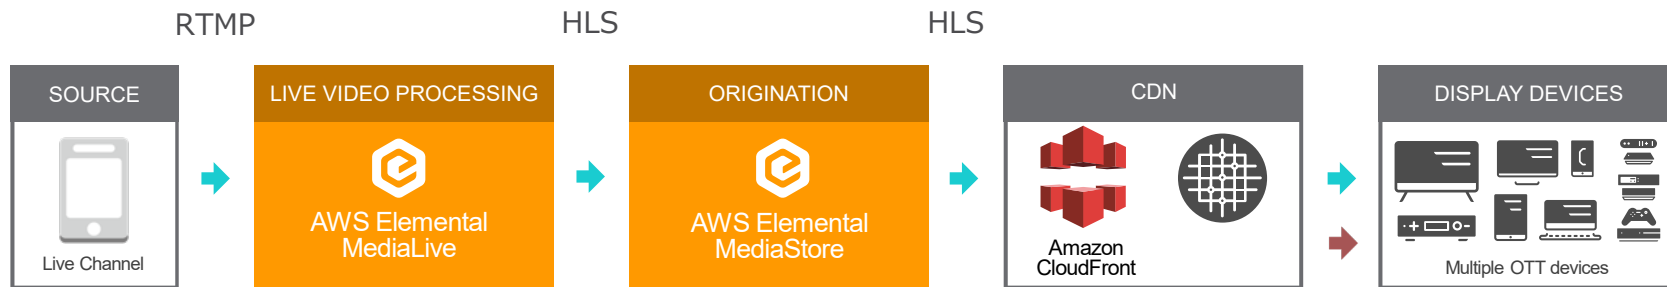 RTMP
HLS
HLS
SOURCE
Live Channel
LIVE VIDEO PROCESSING
AWS Elemental
MediaLive
ORIGINATION
AWS Elemental
MediaStore
CDN
Amazon
CloudFront
DISPLAY DEVICES
Multiple OTT devices